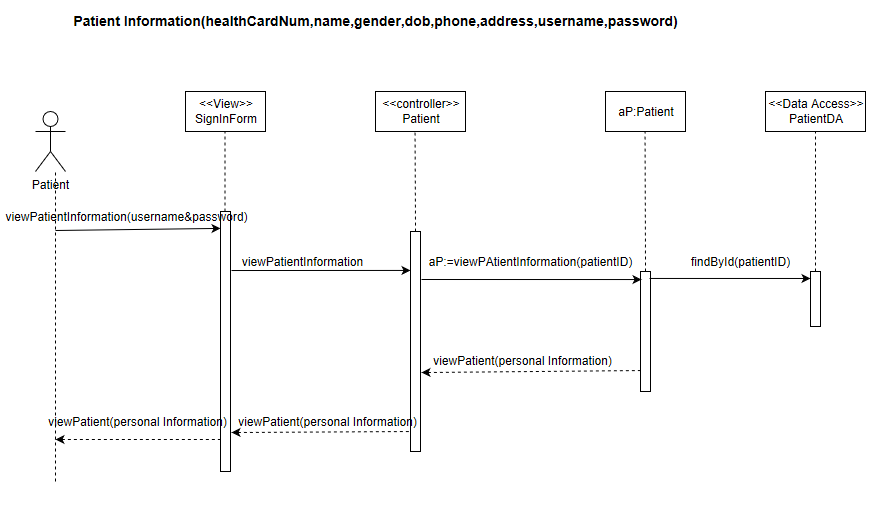 Patient Information(healthCardNum,name,gender,dob,phone,address,username,password)
<<View>>
SignInForm
<<controller>>
Patient
aP:Patient
<<Data Access>>
PatientDA
Patient
viewPatientInformation(username&password)
viewPatientInformation
aP:=viewPAtientInformation(patientID)
findById(patientID)
viewPatient(personal Information)
viewPatient(personal Information)
viewPatient(personal Information)